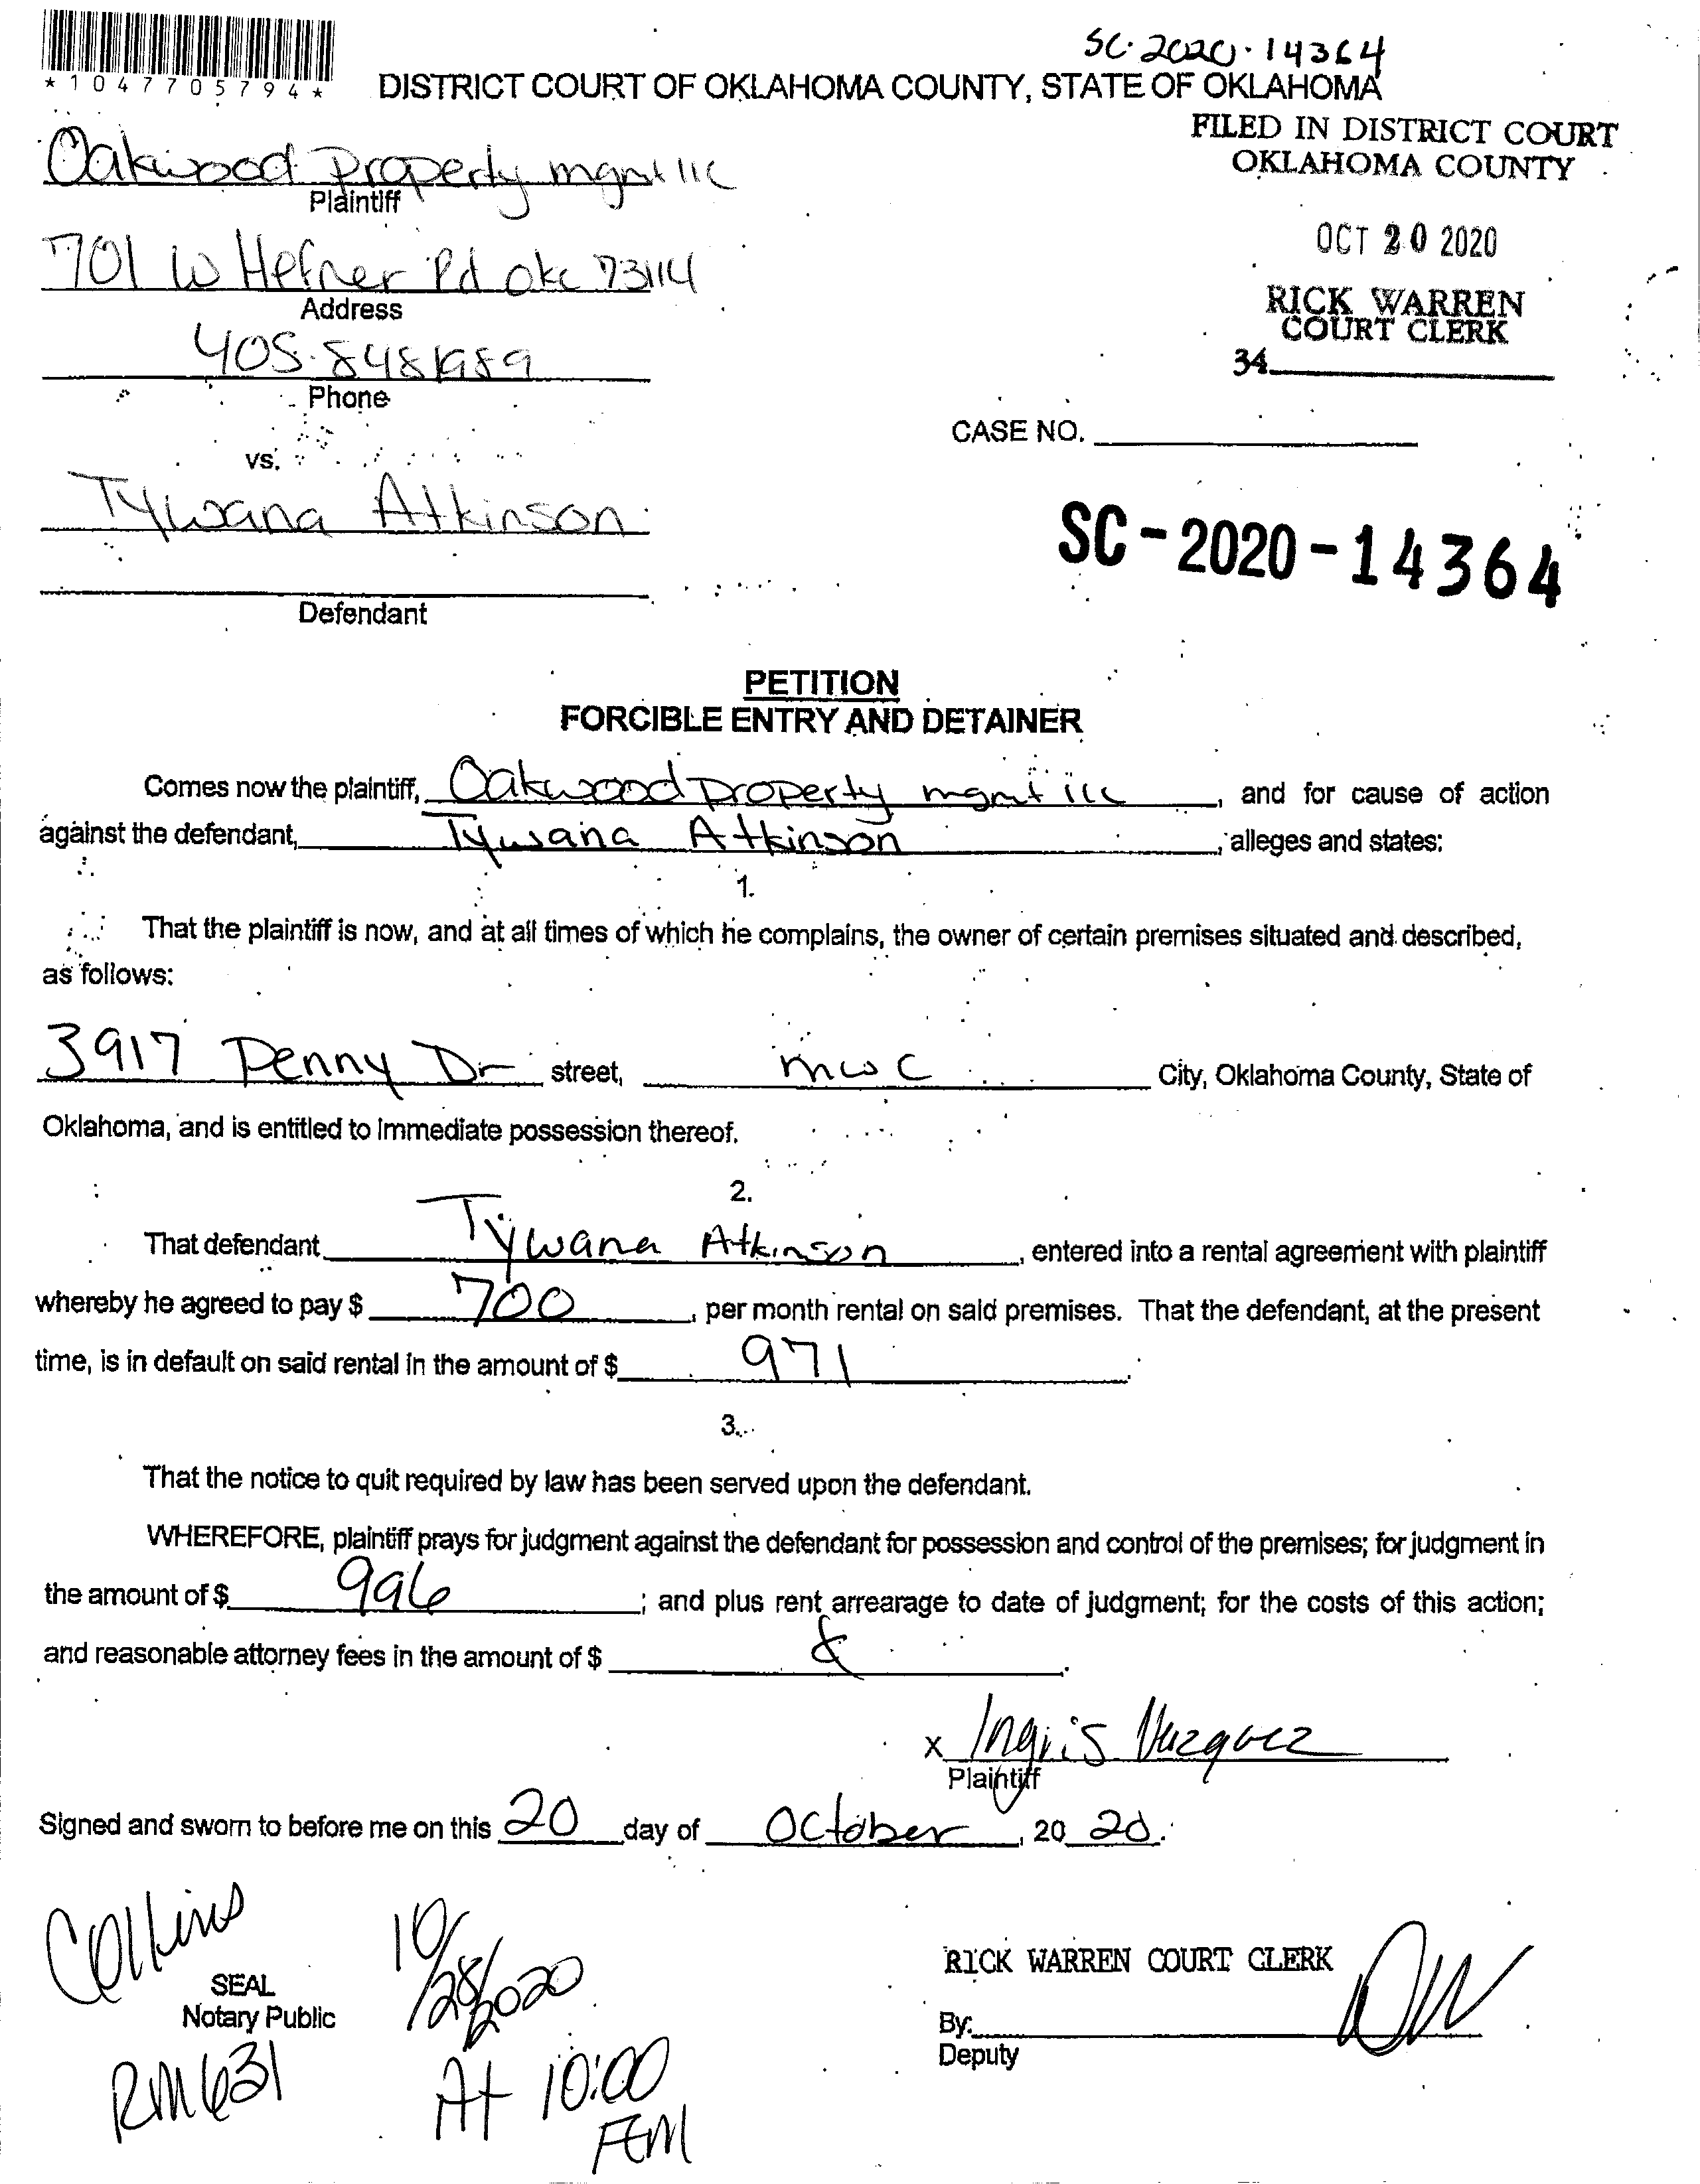 SC-2020-14364
*1047705794*
DISTRICT COURT OF OKLAHOMA COUNTY, STATE OF OKLAHOMA
FILED IN DISTRICT COURT
OKLAHOMA COUNTY
Oakwood Property mgmt llc
Plaintiff
OCT 20 2020
701 W Hefner Rd okc 73114
Address
RICK WARREN
COURT CLERK
34
405-8481989
Phone
CASE NO.
vs.
Tywana Atkinson
SC-2020-14364
Defendant
PETITION
FORCIBLE ENTRY AND DETAINER
Comes now the plaintiff, Oakwood Property mgmt llc, and for cause of action
against the defendant, Tywana Atkinson, alleges and states:
1.
That the plaintiff is now, and at all times of which he complains, the owner of certain premises situated and described,
as follows:
3917 Penny Dr street, mwc City, Oklahoma County, State of
Oklahoma, and is entitled to immediate possession thereof.
2.
That defendant Tywana Atkinson, entered into a rental agreement with plaintiff
whereby he agreed to pay $ 700, per month rental on said premises. That the defendant, at the present
time, is in default on said rental in the amount of $ 971.
3.
That the notice to quit required by law has been served upon the defendant.
WHEREFORE, plaintiff prays for judgment against the defendant for possession and control of the premises; for judgment in
the amount of $ 996; and plus rent arrearage to date of judgment; for the costs of this action;
and reasonable attorney fees in the amount of $
x Ingris Vazquez
Plaintiff
Signed and sworn to before me on this 20 day of October, 2020.
Collins
10/28/2020
SEAL
Notary Public
RICK WARREN COURT CLERK
By:
Deputy
RM 631
At 10:00
AM